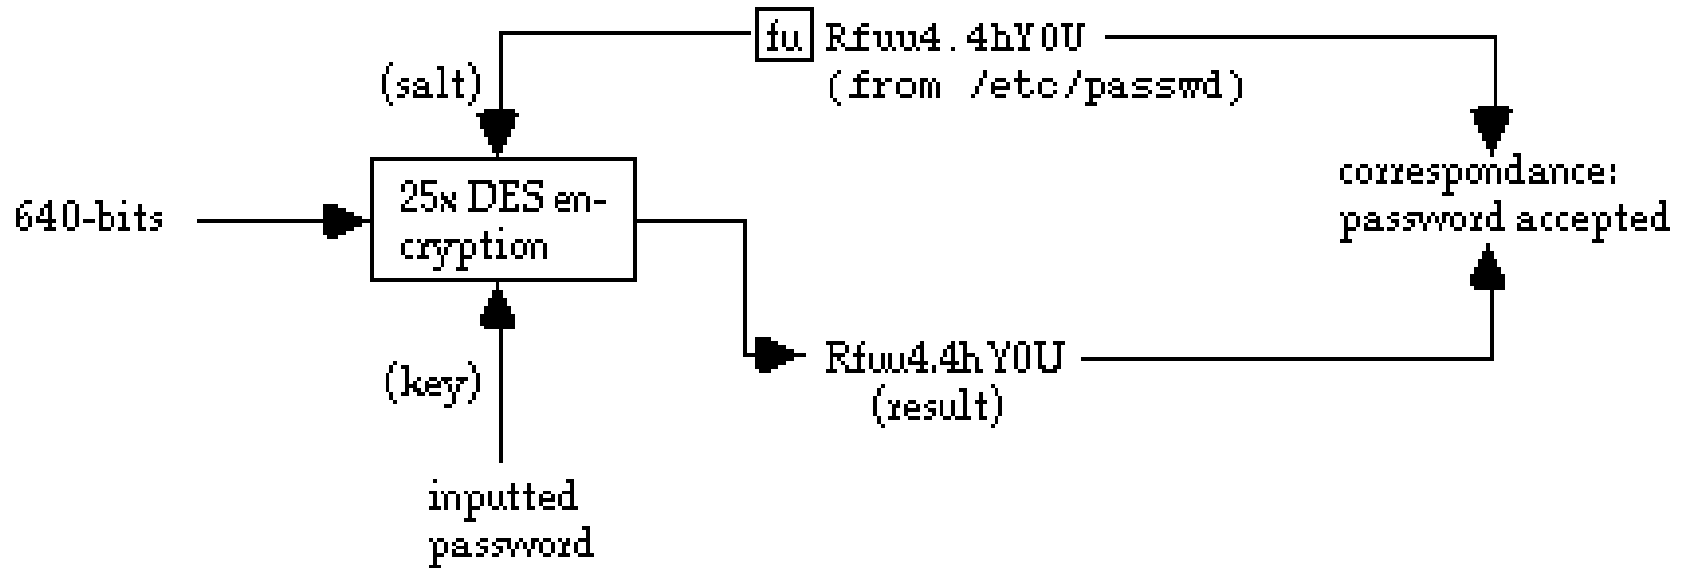 fu Rfuu4.4hY0U
(from /etc/passwd)
(salt)
640-bits
25x DES en-
cryption
correspondance:
password accepted
Rfuu4.4hY0U
(result)
(key)
inputted
password